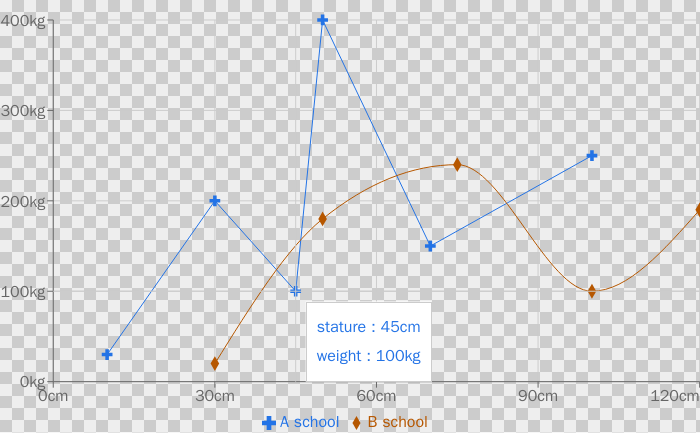 400kg
300kg
200kg
100kg
0kg
0cm 30cm 60cm 90cm 120cm
stature : 45cm
weight : 100kg
A school B school